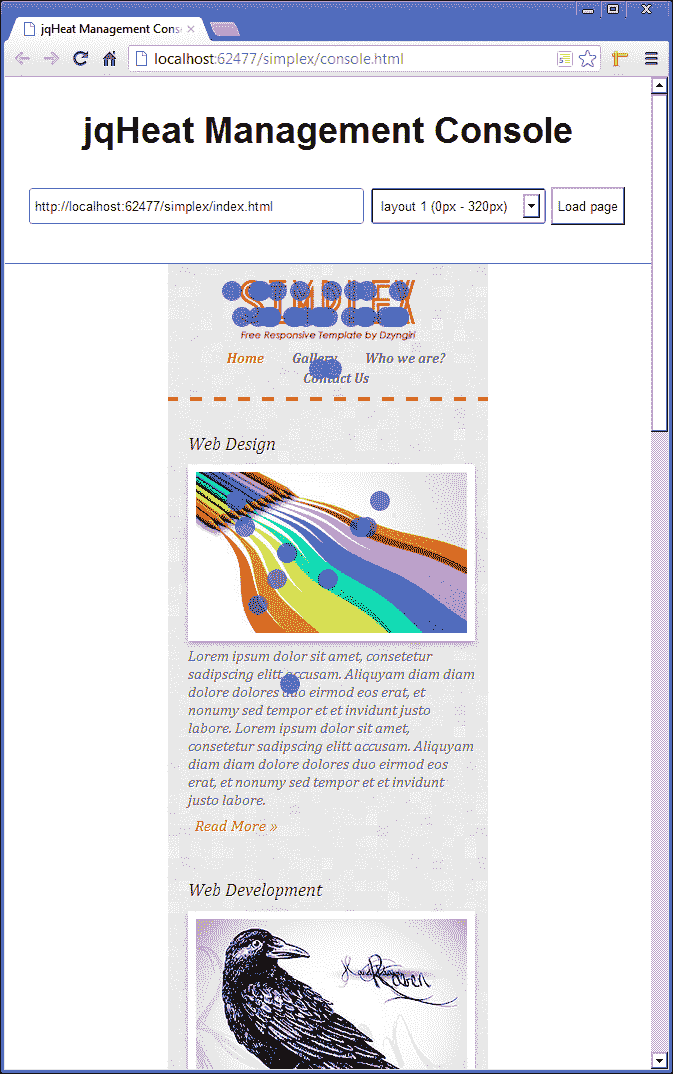 jqHeat Management Cons
localhost:62477/simplex/console.html
jqHeat Management Console
http://localhost:62477/simplex/index.html layout 1 (0px - 320px) Load page
SIMPLEX
Free Responsive Template by Dzyngiri
Home Gallery Who we are?
Contact Us
Web Design
Lorem ipsum dolor sit amet, consetetur
sadipscing elitt accusam. Aliquyam diam diam
dolore dolores duo eirmod eos erat, et
nonumy sed tempor et et invidunt justo
labore. Lorem ipsum dolor sit amet,
consetetur sadipscing elitt accusam. Aliquyam
diam diam dolore dolores duo eirmod eos
erat, et nonumy sed tempor et et invidunt
justo labore.
Read More »
Web Development
Raven